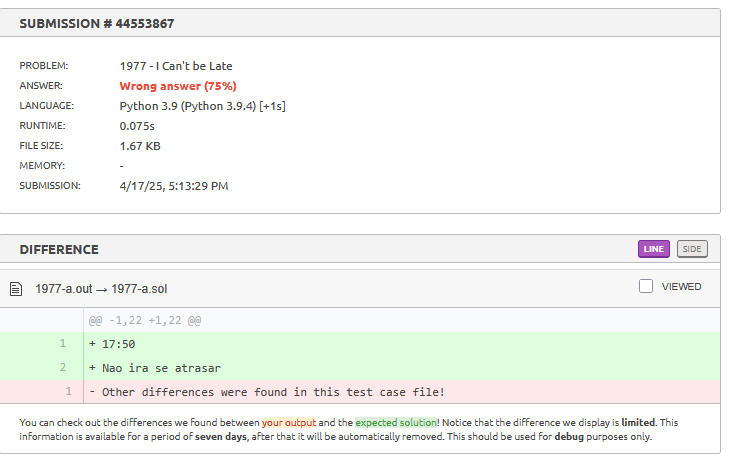 SUBMISSION # 44553867
PROBLEM: 1977 - I Can't be Late
ANSWER: Wrong answer (75%)
LANGUAGE: Python 3.9 (Python 3.9.4) [+1s]
RUNTIME: 0.075s
FILE SIZE: 1.67 KB
MEMORY: -
SUBMISSION: 4/17/25, 5:13:29 PM
DIFFERENCE LINE SIDE
1977-a.out → 1977-a.sol VIEWED
@@ -1,22 +1,22 @@
1 + 17:50
2 + Nao ira se atrasar
1 - Other differences were found in this test case file!
You can check out the differences we found between your output and the expected solution! Notice that the difference we display is limited. This
information is available for a period of seven days, after that it will be automatically removed. This should be used for debug purposes only.